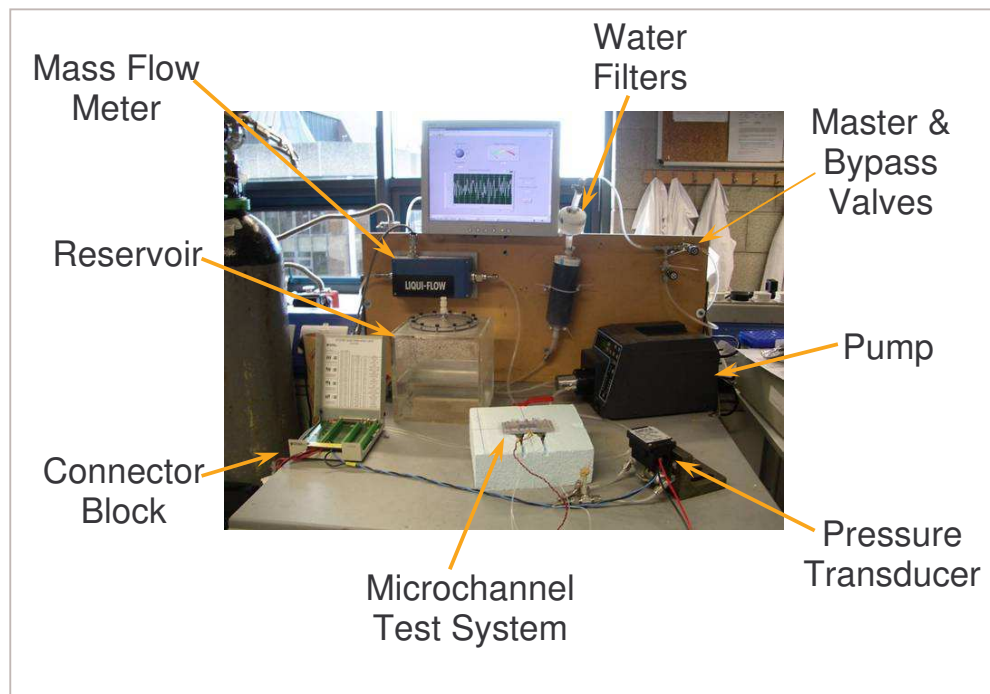 Water
Filters
Mass Flow
Meter
Master &
Bypass
Valves
Reservoir
LIQUI-FLOW
Pump
Connector
Block
Pressure
Transducer
Microchannel
Test System